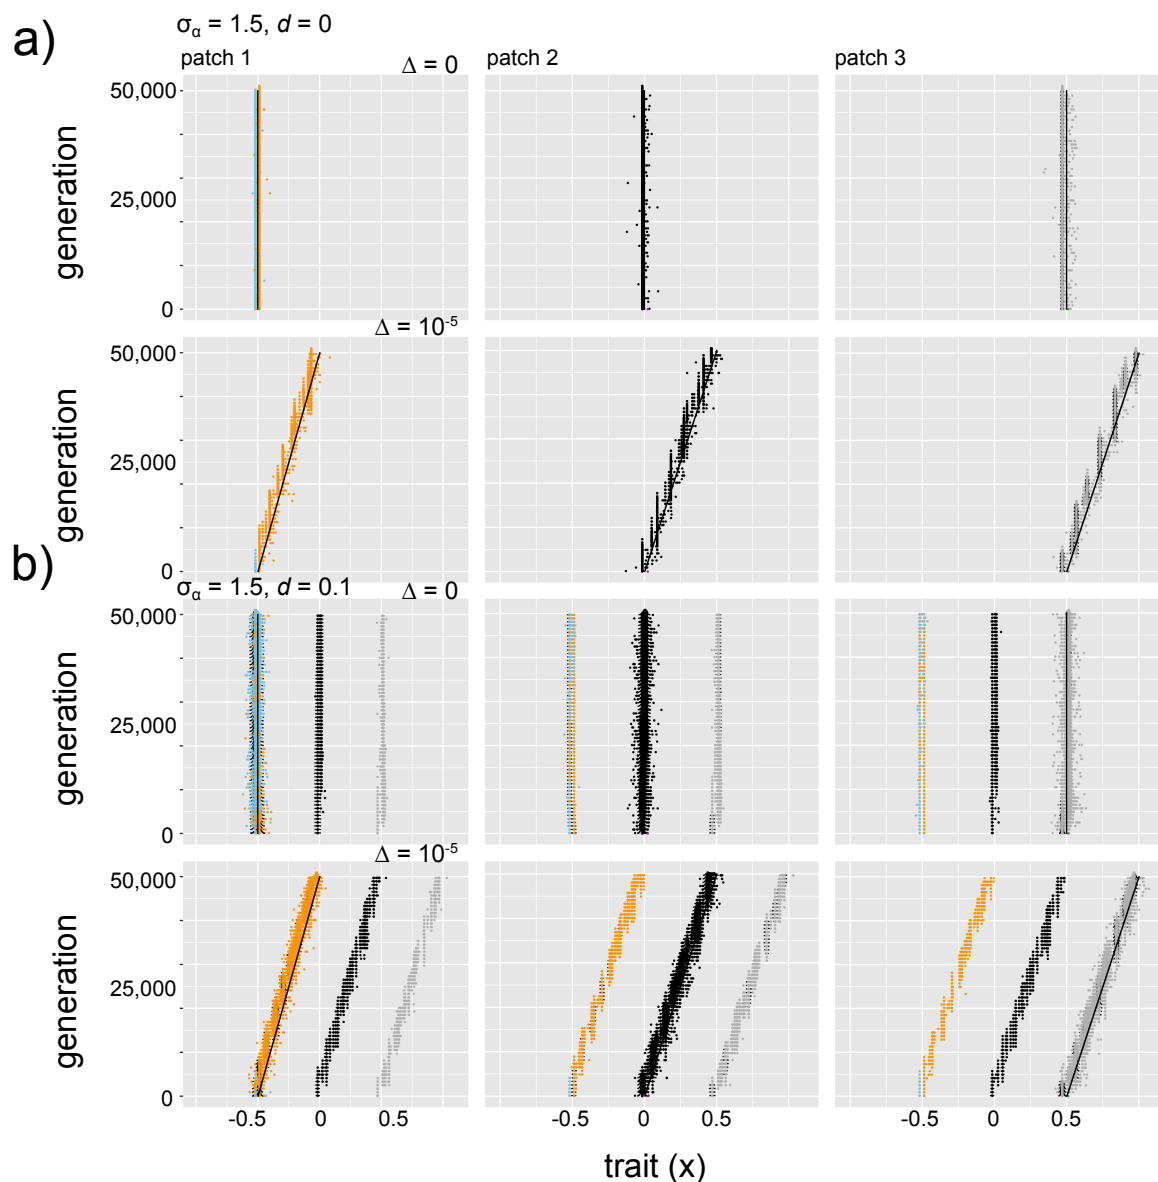 a)
σα = 1.5, d = 0
patch 1
Δ = 0
patch 2
patch 3
50,000
25,000
0
generation
Δ = 10-5
50,000
25,000
0
generation
b)
σα = 1.5, d = 0.1
Δ = 0
50,000
25,000
0
generation
Δ = 10-5
50,000
25,000
0
generation
-0.5 0 0.5
-0.5 0 0.5
-0.5 0 0.5
trait (x)